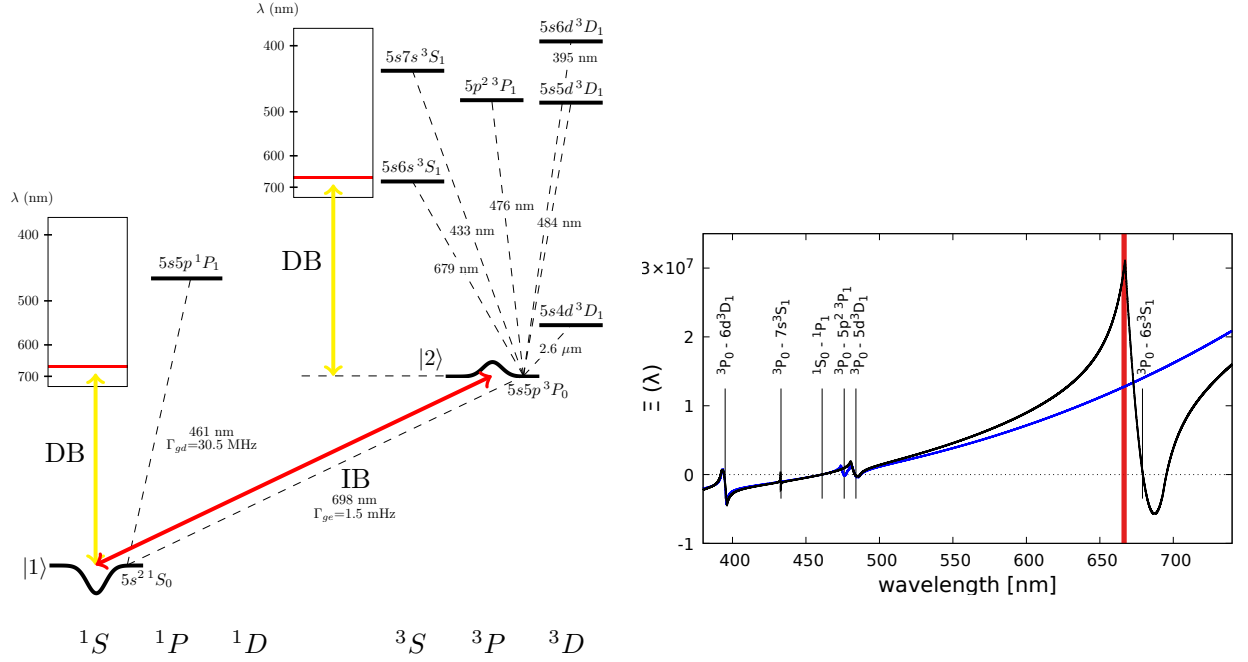 λ (nm)
400
500
600
700
5s7s ³S₁
5s6s ³S₁
5p² ³P₁
5s6d ³D₁
395 nm
5s5d ³D₁
476 nm
484 nm
433 nm
679 nm
DB
5s4d ³D₁
2.6 μm
|2⟩
5s5p ³P₀
λ (nm)
400
500
600
700
5s5p ¹P₁
461 nm
Γgd=30.5 MHz
DB
IB
698 nm
Γge=1.5 mHz
|1⟩
5s² ¹S₀
¹S
¹P
¹D
³S
³P
³D
Ξ (λ)
3×10⁷
2
1
0
-1
³P₀ - 6d³D₁
³P₀ - 7s³S₁
¹S₀ - ¹P₁
³P₀ - 5p² ³P₁
³P₀ - 5d³D₁
³P₀ - 6s³S₁
400
450
500
550
600
650
700
wavelength [nm]